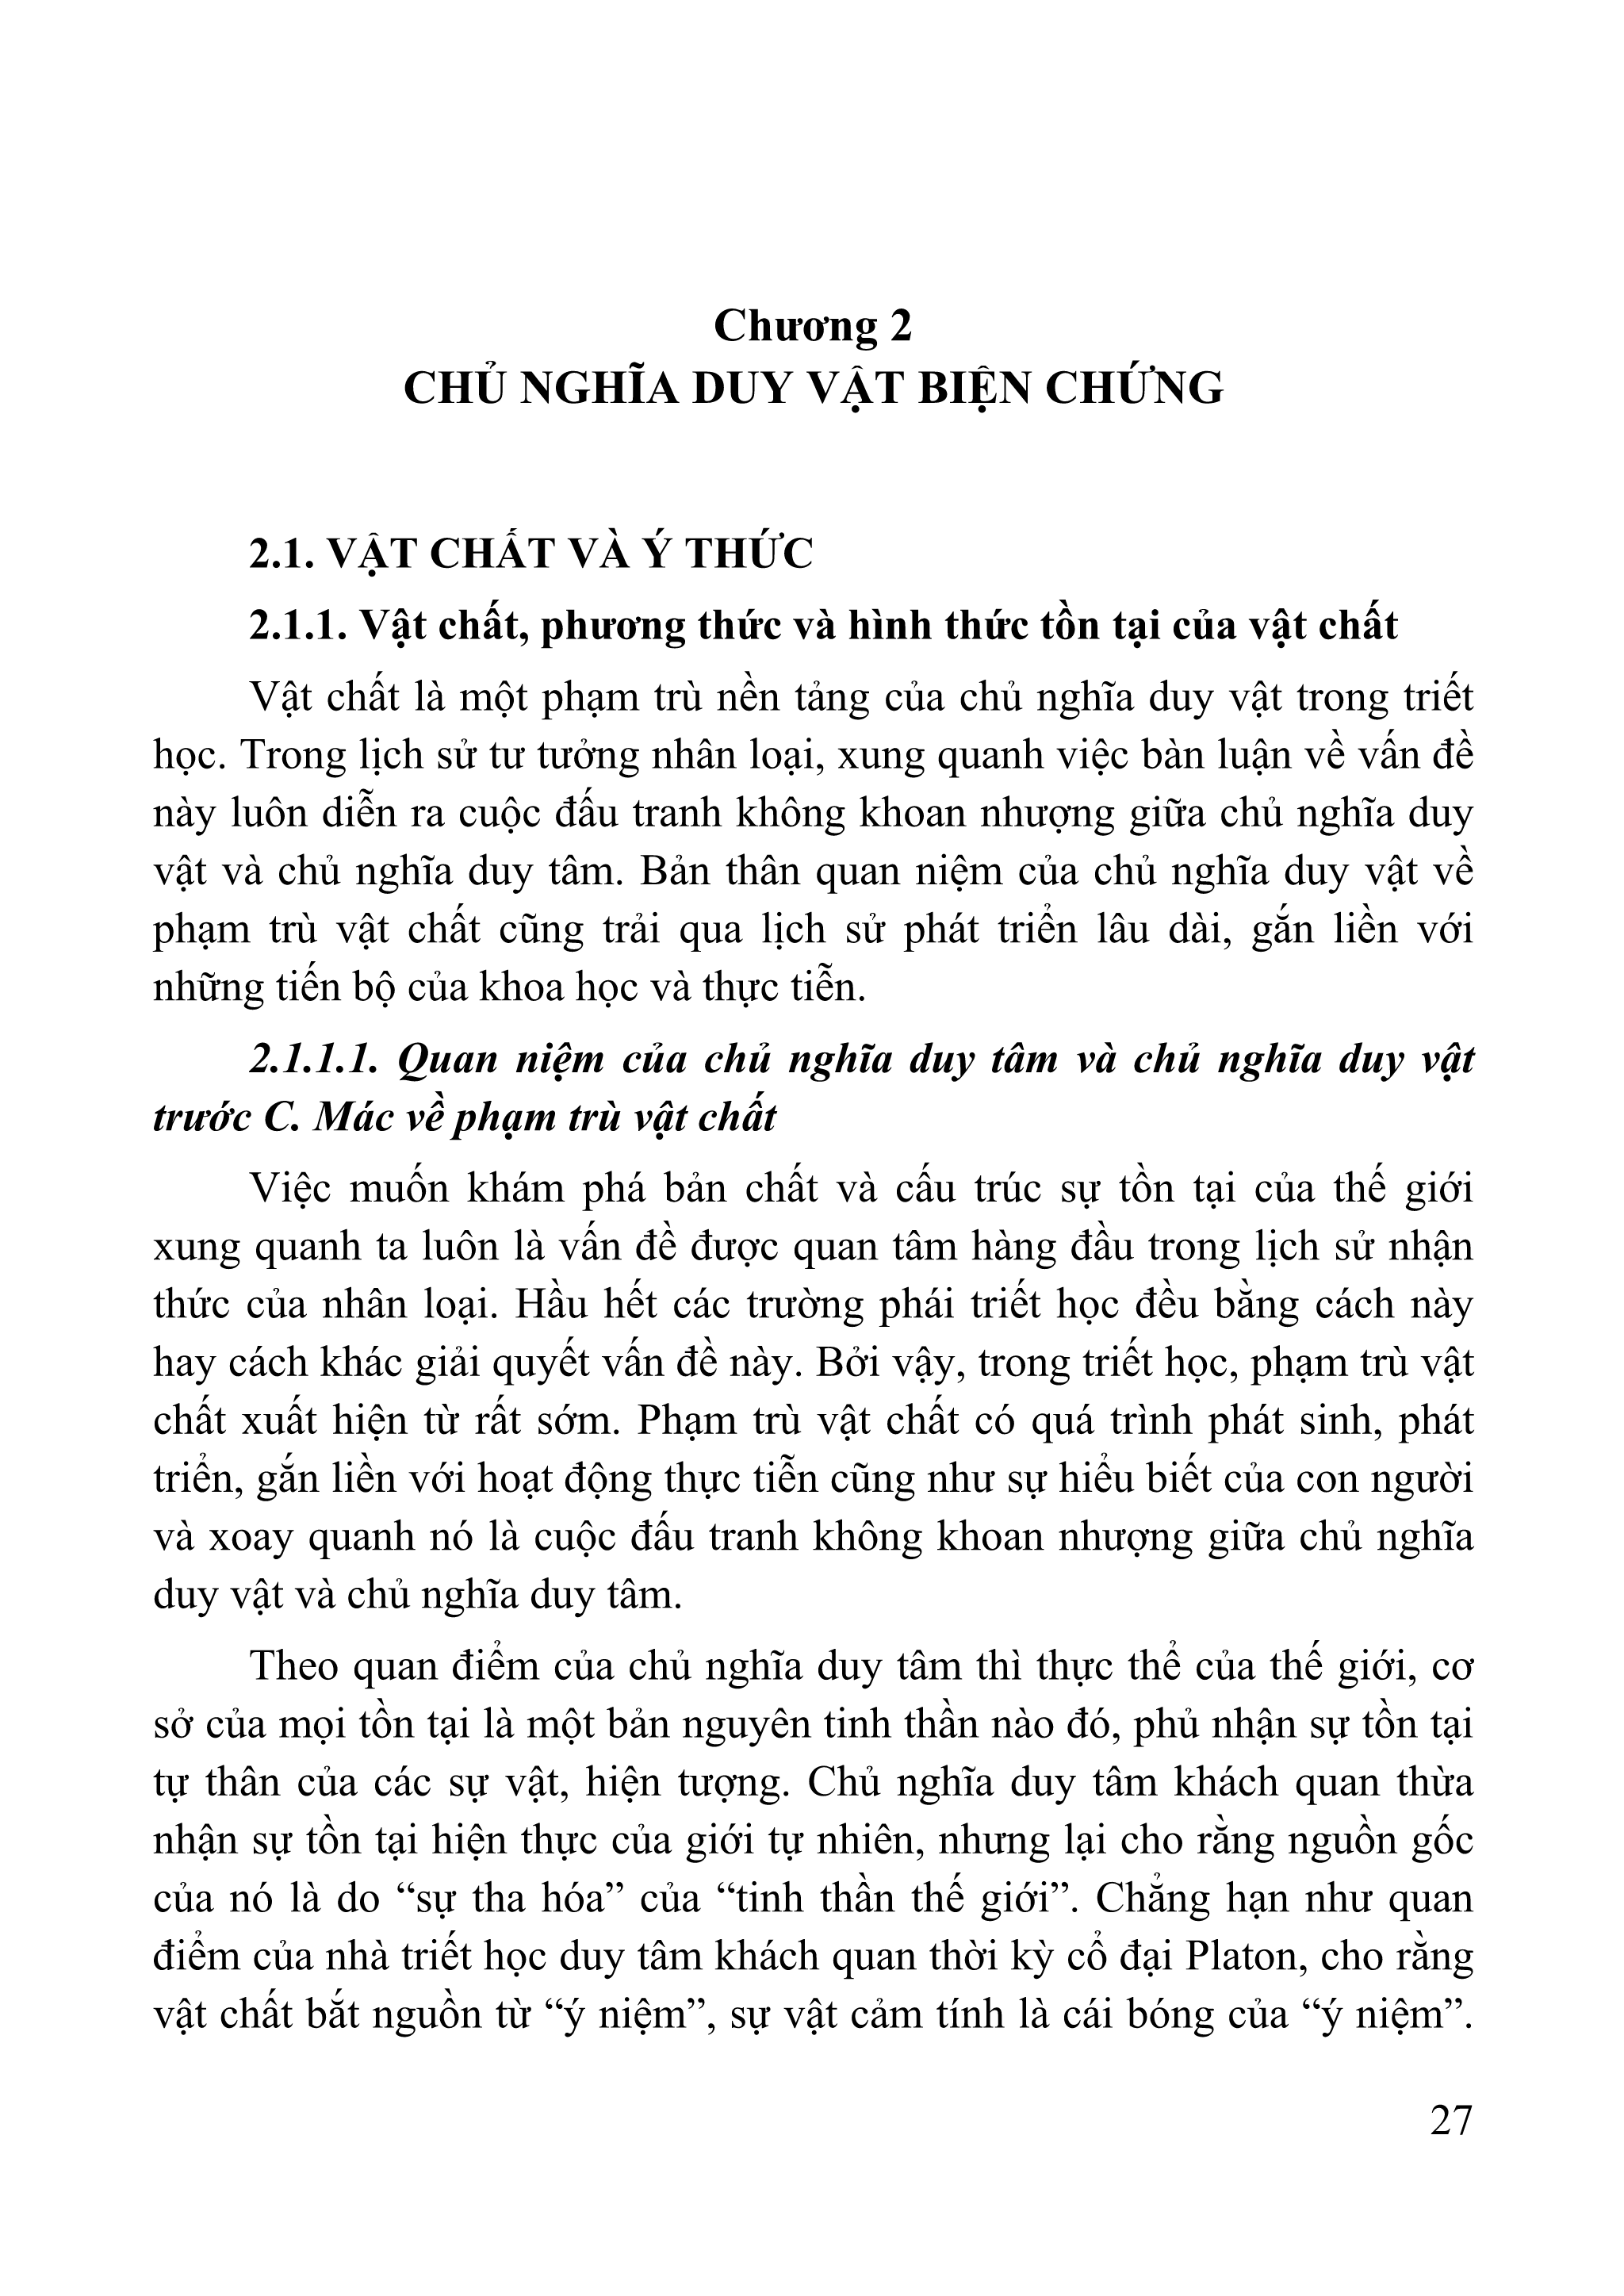 Chương 2
CHỦ NGHĨA DUY VẬT BIỆN CHỨNG
2.1. VẬT CHẤT VÀ Ý THỨC
2.1.1. Vật chất, phương thức và hình thức tồn tại của vật chất
Vật chất là một phạm trù nền tảng của chủ nghĩa duy vật trong triết
học. Trong lịch sử tư tưởng nhân loại, xung quanh việc bàn luận về vấn đề
này luôn diễn ra cuộc đấu tranh không khoan nhượng giữa chủ nghĩa duy
vật và chủ nghĩa duy tâm. Bản thân quan niệm của chủ nghĩa duy vật về
phạm trù vật chất cũng trải qua lịch sử phát triển lâu dài, gắn liền với
những tiến bộ của khoa học và thực tiễn.
2.1.1.1. Quan niệm của chủ nghĩa duy tâm và chủ nghĩa duy vật
trước C. Mác về phạm trù vật chất
Việc muốn khám phá bản chất và cấu trúc sự tồn tại của thế giới
xung quanh ta luôn là vấn đề được quan tâm hàng đầu trong lịch sử nhận
thức của nhân loại. Hầu hết các trường phái triết học đều bằng cách này
hay cách khác giải quyết vấn đề này. Bởi vậy, trong triết học, phạm trù vật
chất xuất hiện từ rất sớm. Phạm trù vật chất có quá trình phát sinh, phát
triển, gắn liền với hoạt động thực tiễn cũng như sự hiểu biết của con người
và xoay quanh nó là cuộc đấu tranh không khoan nhượng giữa chủ nghĩa
duy vật và chủ nghĩa duy tâm.
Theo quan điểm của chủ nghĩa duy tâm thì thực thể của thế giới, cơ
sở của mọi tồn tại là một bản nguyên tinh thần nào đó, phủ nhận sự tồn tại
tự thân của các sự vật, hiện tượng. Chủ nghĩa duy tâm khách quan thừa
nhận sự tồn tại hiện thực của giới tự nhiên, nhưng lại cho rằng nguồn gốc
của nó là do “sự tha hóa” của “tinh thần thế giới”. Chẳng hạn như quan
điểm của nhà triết học duy tâm khách quan thời kỳ cổ đại Platon, cho rằng
vật chất bắt nguồn từ “ý niệm”, sự vật cảm tính là cái bóng của “ý niệm”.
27